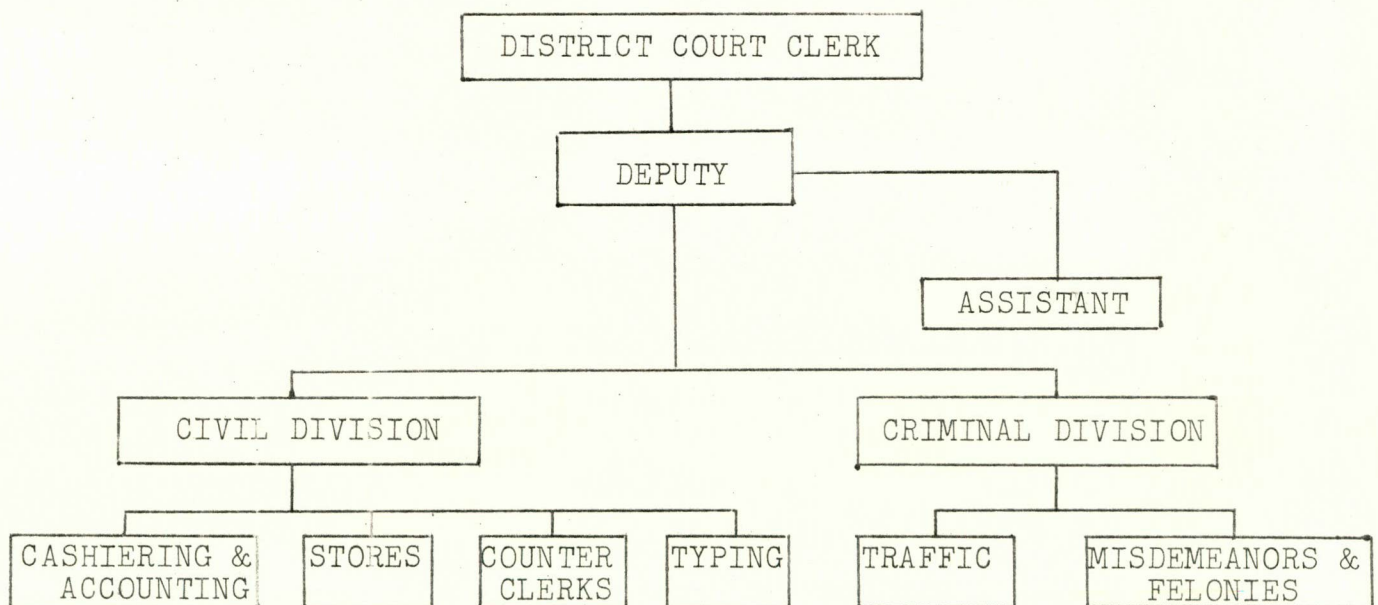 DISTRICT COURT CLERK
DEPUTY
ASSISTANT
CIVIL DIVISION
CRIMINAL DIVISION
CASHIERING &
ACCOUNTING
STORES
COUNTER
CLERKS
TYPING
TRAFFIC
MISDEMEANORS &
FELONIES